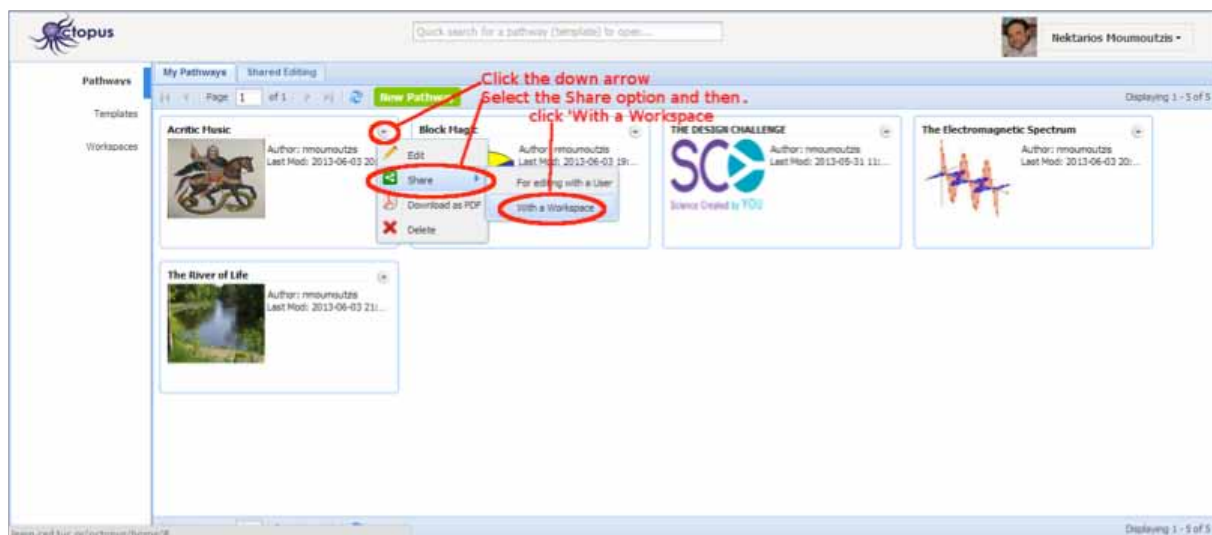 ctopus
Quick search for a pathway (template) to open...
Nektarios Moumoutzis
Pathways
Templates
Workspaces
My Pathways
Shared Editing
Page 1 of 1
New Pathway
Displaying 1 - 5 of 5
Click the down arrow
Select the Share option and then.
click 'With a Workspace
Acritic Music
Author: nmoumoutzis
Last Mod: 2013-06-03 20:
Edit
Share
Download as PDF
Delete
For editing with a User
With a Workspace
Block Magic
Author: nmoumoutzis
Last Mod: 2013-06-03 19:...
THE DESIGN CHALLENGE
SC
Science Created by YOU
Author: nmoumoutzis
Last Mod: 2013-05-31 11:...
The Electromagnetic Spectrum
Author: nmoumoutzis
Last Mod: 2013-06-03 20:...
The River of Life
Author: nmoumoutzis
Last Mod: 2013-06-03 21:...
Displaying 1 - 5 of 5